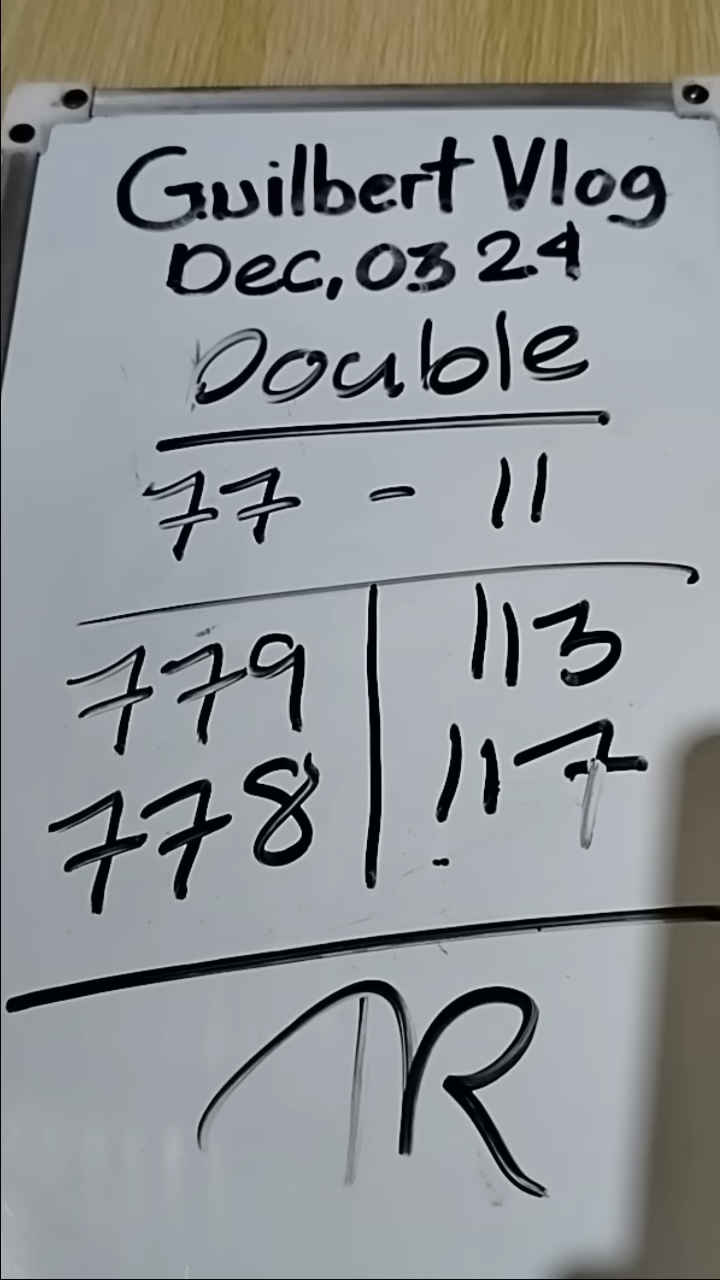 Guilbert Vlog
Dec, 03 24
Double
77 - 11
779 | 113
778 | 117